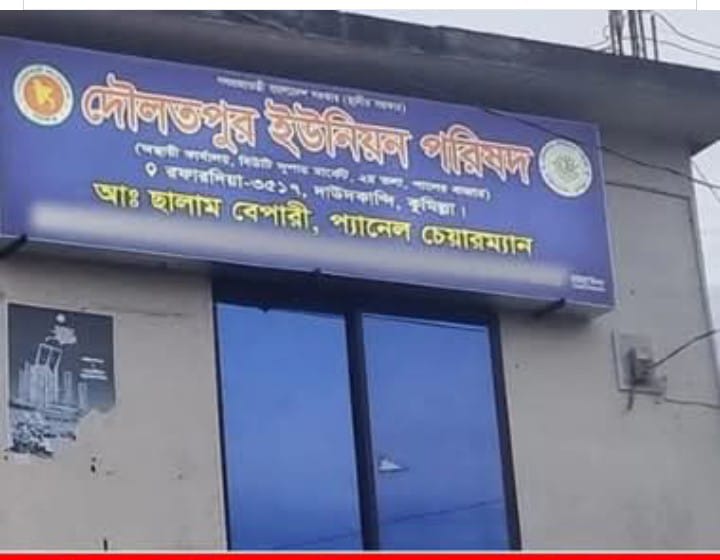 গণপ্রজাতন্ত্রী বাংলাদেশ সরকার (স্থানীয় সরকার)
দৌলতপুর ইউনিয়ন পরিষদ
(অস্থায়ী কার্যালয়, নিউটি সুপার মার্কেট, ২য় তলা, পালের বাজার)
রফারদিয়া-৩৫১৭, দাউদকান্দি, কুমিল্লা।
আঃ ছালাম বেপারী, প্যানেল চেয়ারম্যান